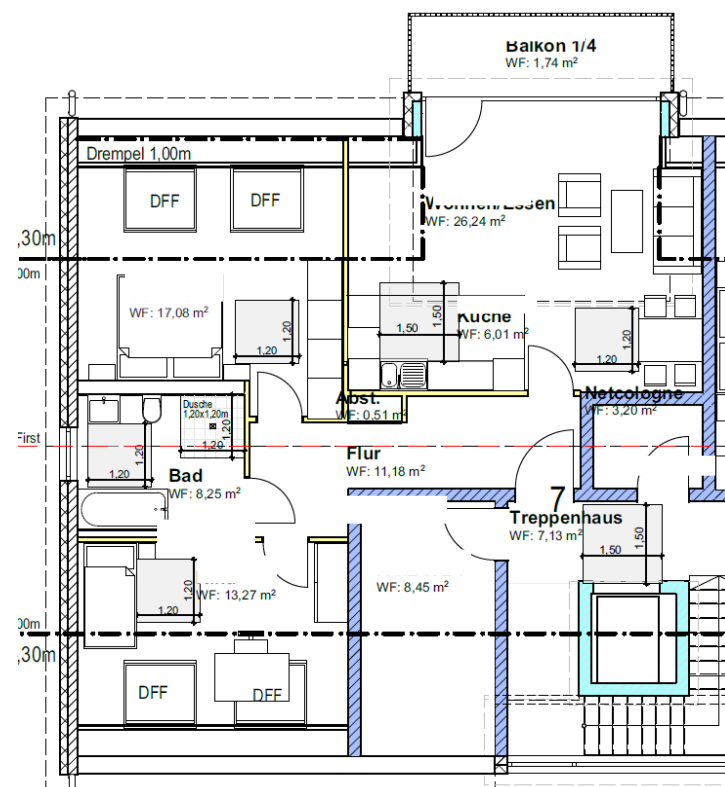 Balkon 1/4
WF: 1,74 m²
Drempel 1,00m
DFF
DFF
Wohnen/Essen
WF: 26,24 m²
,30m
00m
WF: 17,08 m²
1,20
1,20
1,50
1,50
Küche
WF: 6,01 m²
1,20
1,20
Abst.
WF: 0,51 m²
Netcologne
WF: 3,20 m²
Dusche
1,20x1,20m
1,20
1,20
First
1,20
1,20
Bad
WF: 8,25 m²
Flur
WF: 11,18 m²
7
Treppenhaus
WF: 7,13 m²
1,50
1,50
1,20
1,20
WF: 13,27 m²
WF: 8,45 m²
00m
,30m
DFF
DFF